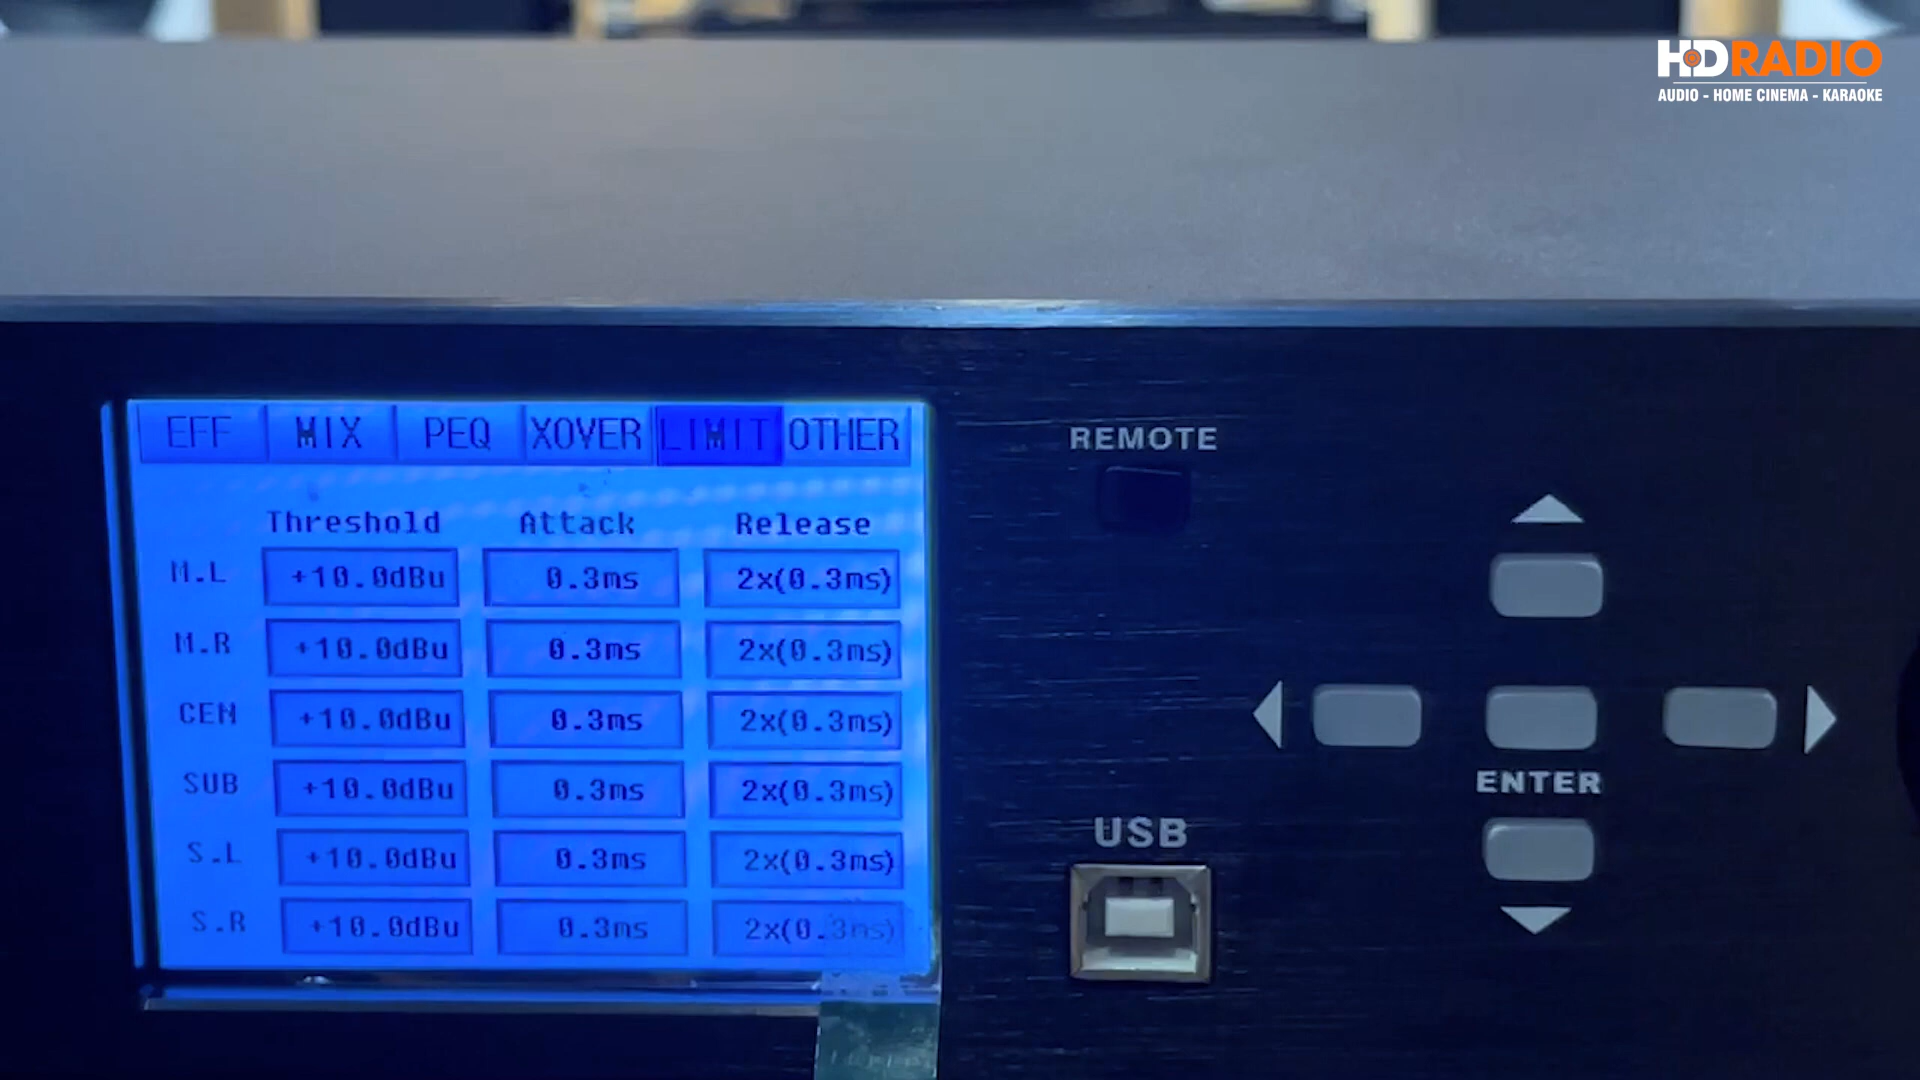 HDRADIO
AUDIO - HOME CINEMA - KARAOKE
EFF MIX PEQ XOVER LIMIT OTHER
REMOTE
Threshold Attack Release
M.L +10.0dBu 0.3ms 2x(0.3ms)
M.R +10.0dBu 0.3ms 2x(0.3ms)
CEN +10.0dBu 0.3ms 2x(0.3ms)
SUB +10.0dBu 0.3ms 2x(0.3ms)
ENTER
USB
S.L +10.0dBu 0.3ms 2x(0.3ms)
S.R +10.0dBu 0.3ms 2x(0.3ms)